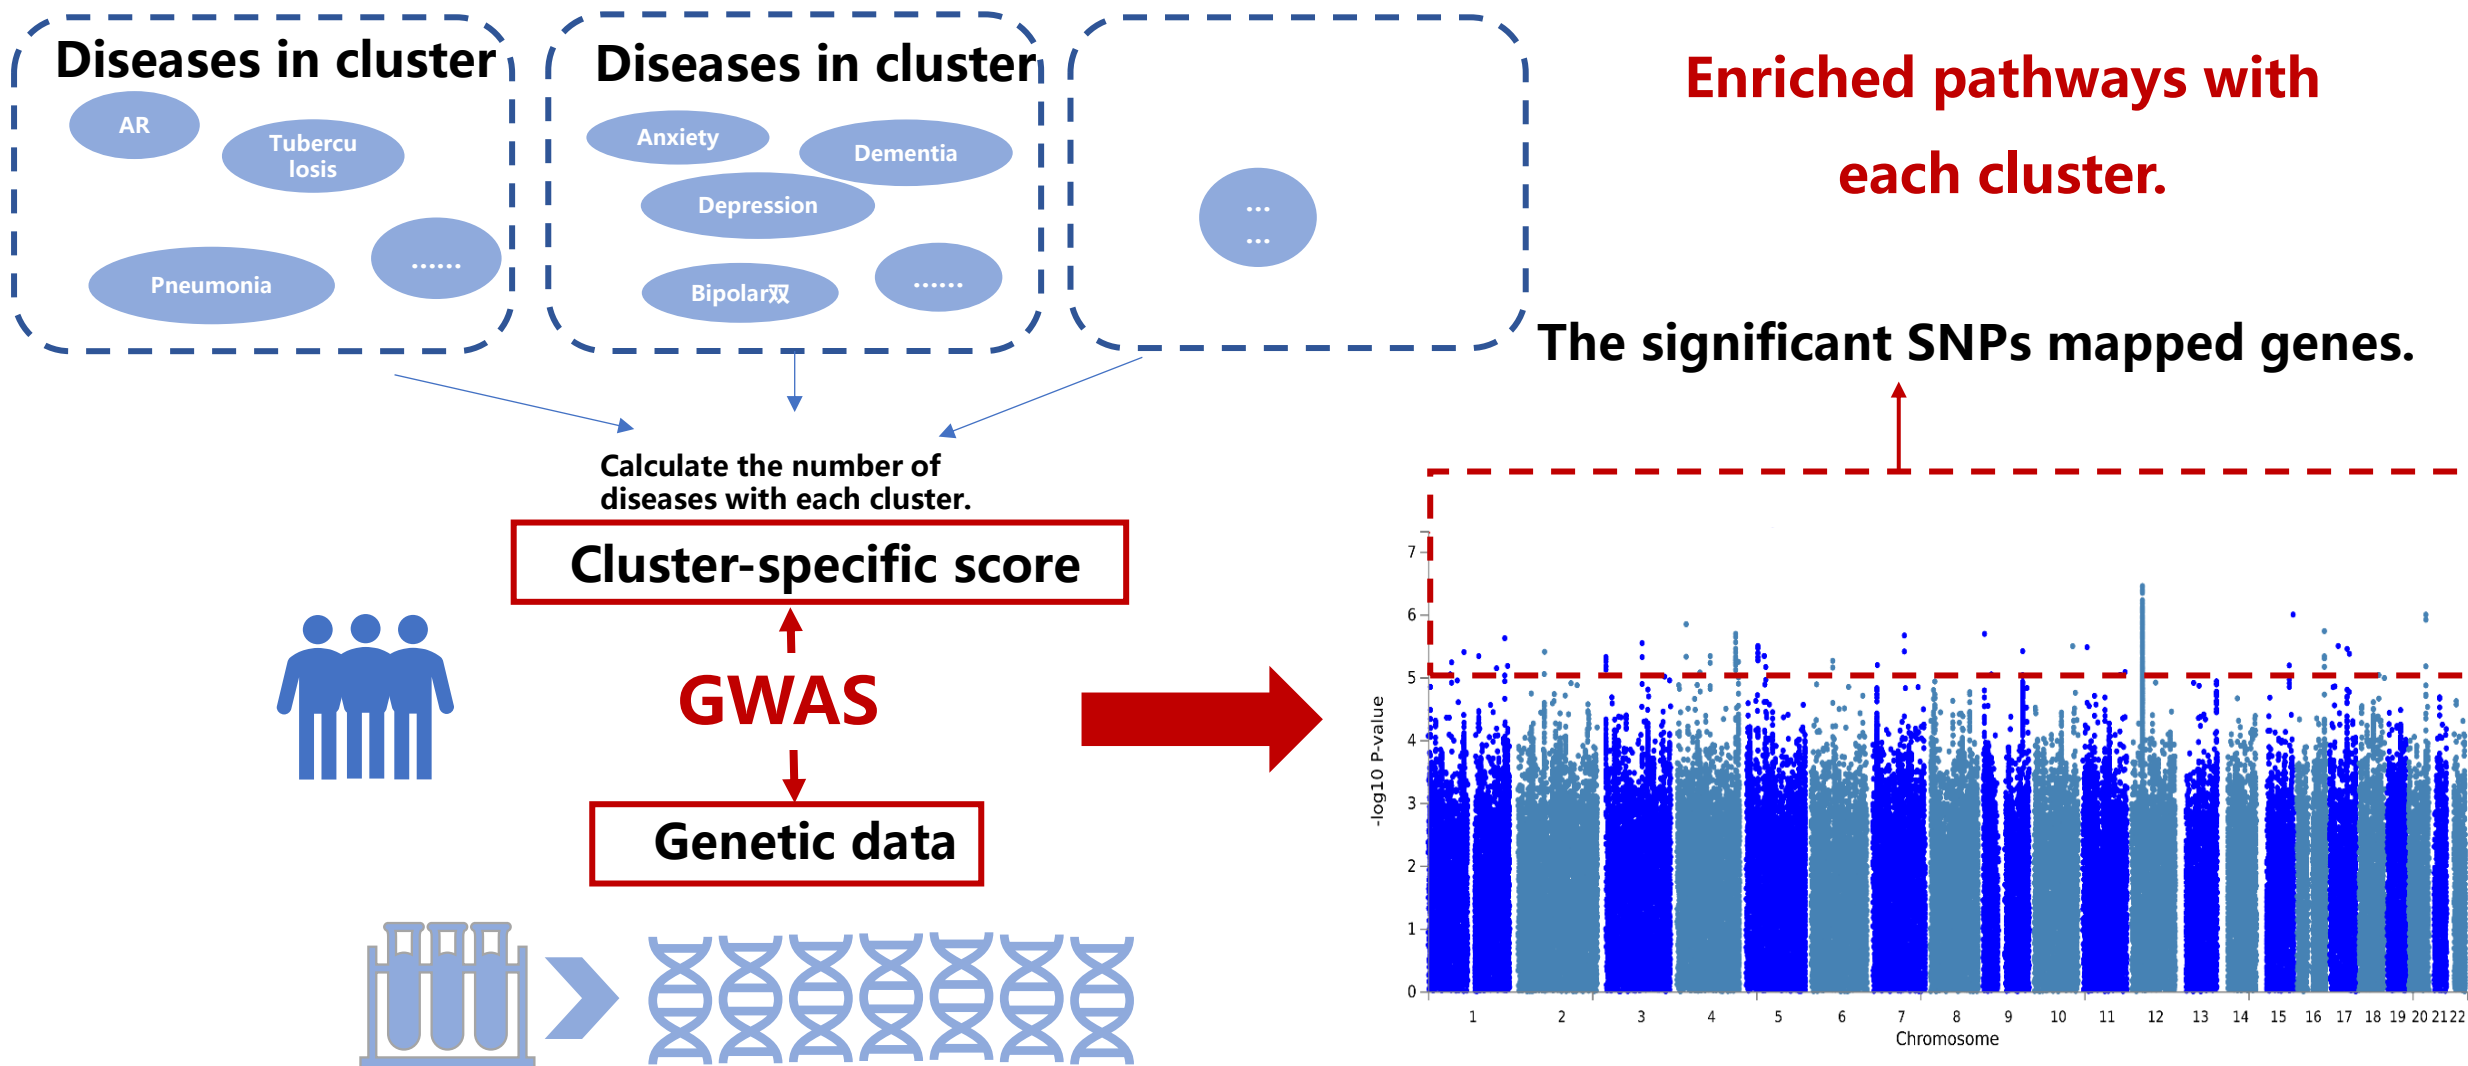 Diseases in cluster
AR
Tubercu
losis
Pneumonia
......
Diseases in cluster
Anxiety
Dementia
Depression
Bipolar双
......
...
...
Enriched pathways with
each cluster.
The significant SNPs mapped genes.
Calculate the number of
diseases with each cluster.
Cluster-specific score
GWAS
Genetic data
-log10 P-value
7
6
5
4
3
2
1
0
1 2 3 4 5 6 7 8 9 10 11 12 13 14 15 16 17 18 19 20 21 22
Chromosome